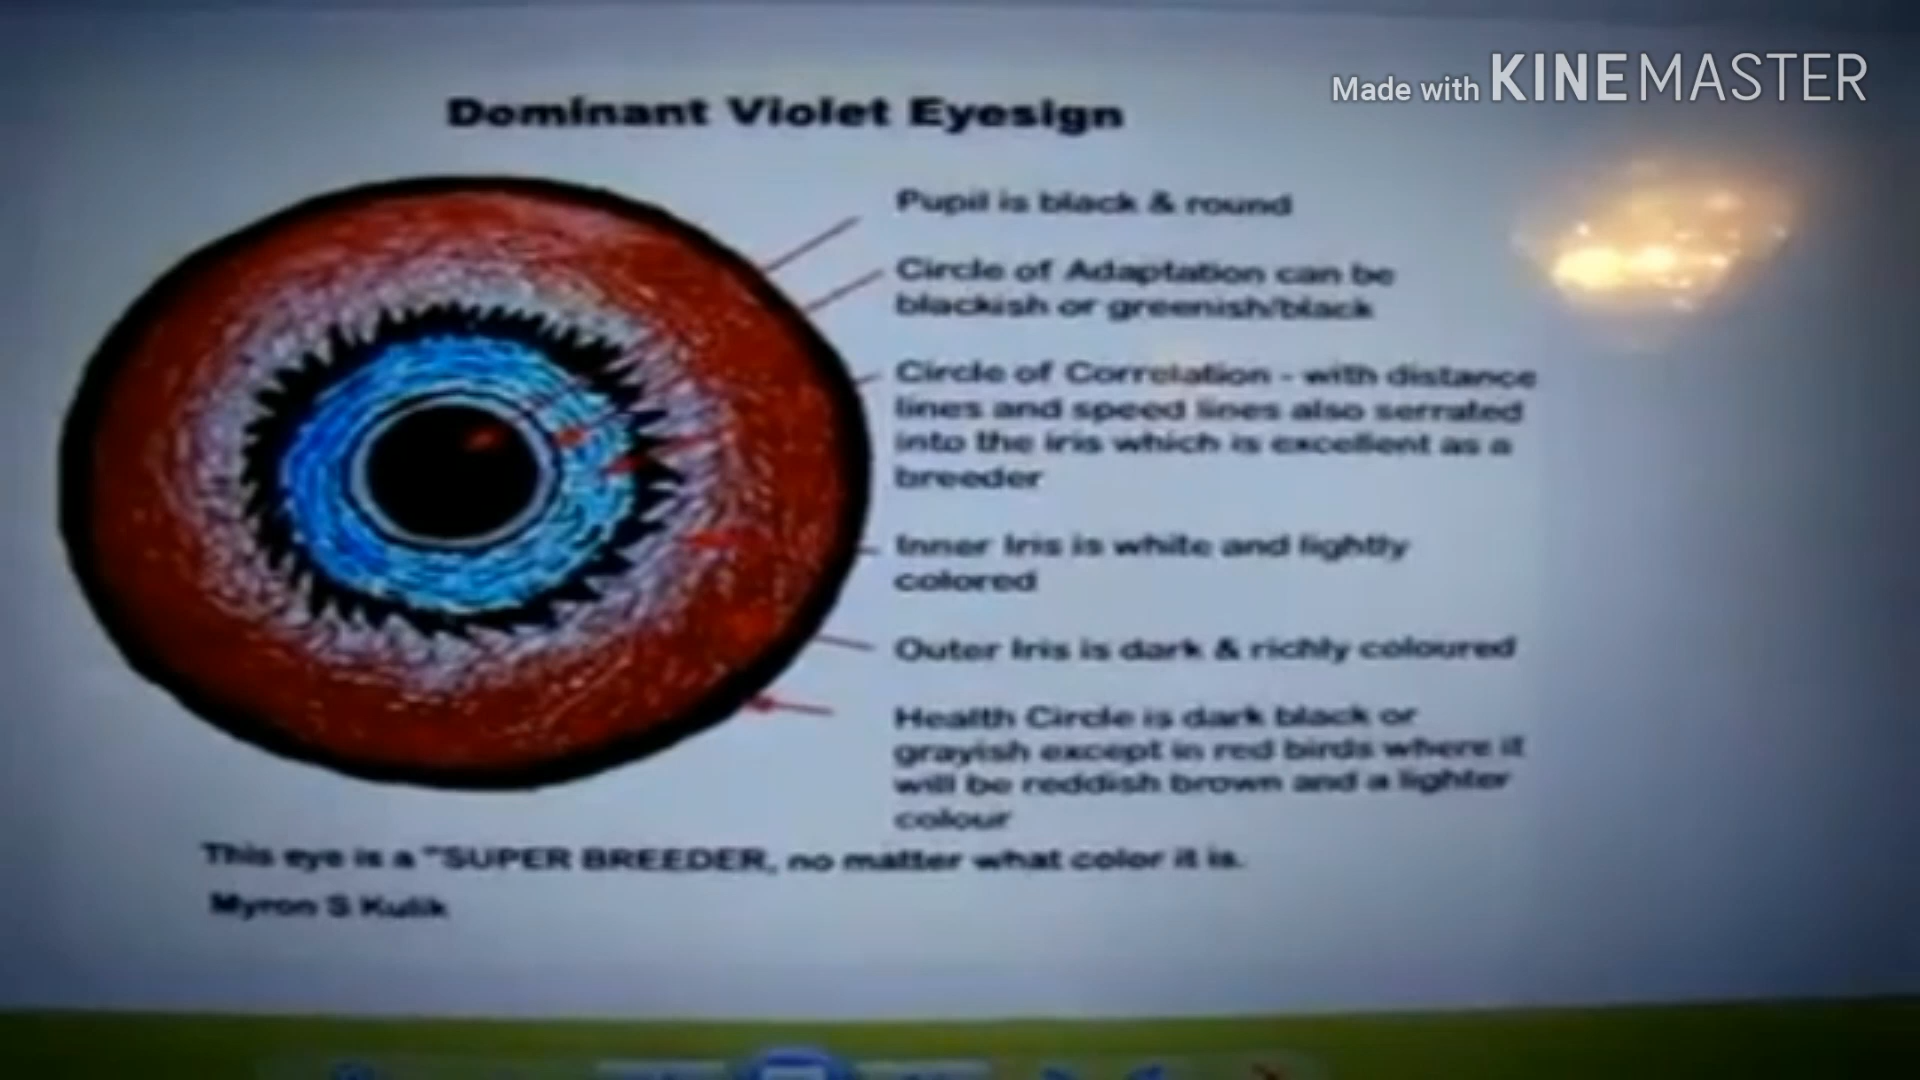 Made with KINEMASTER
Dominant Violet Eyesign
Pupil is black & round
Circle of Adaptation can be
blackish or greenish/black
Circle of Correlation - with distance
lines and speed lines also serrated
into the iris which is excellent as a
breeder
Inner Iris is white and lightly
colored
Outer Iris is dark & richly coloured
Health Circle is dark black or
grayish except in red birds where it
will be reddish brown and a lighter
colour
This eye is a "SUPER BREEDER, no matter what color it is.
Myron S Kulik